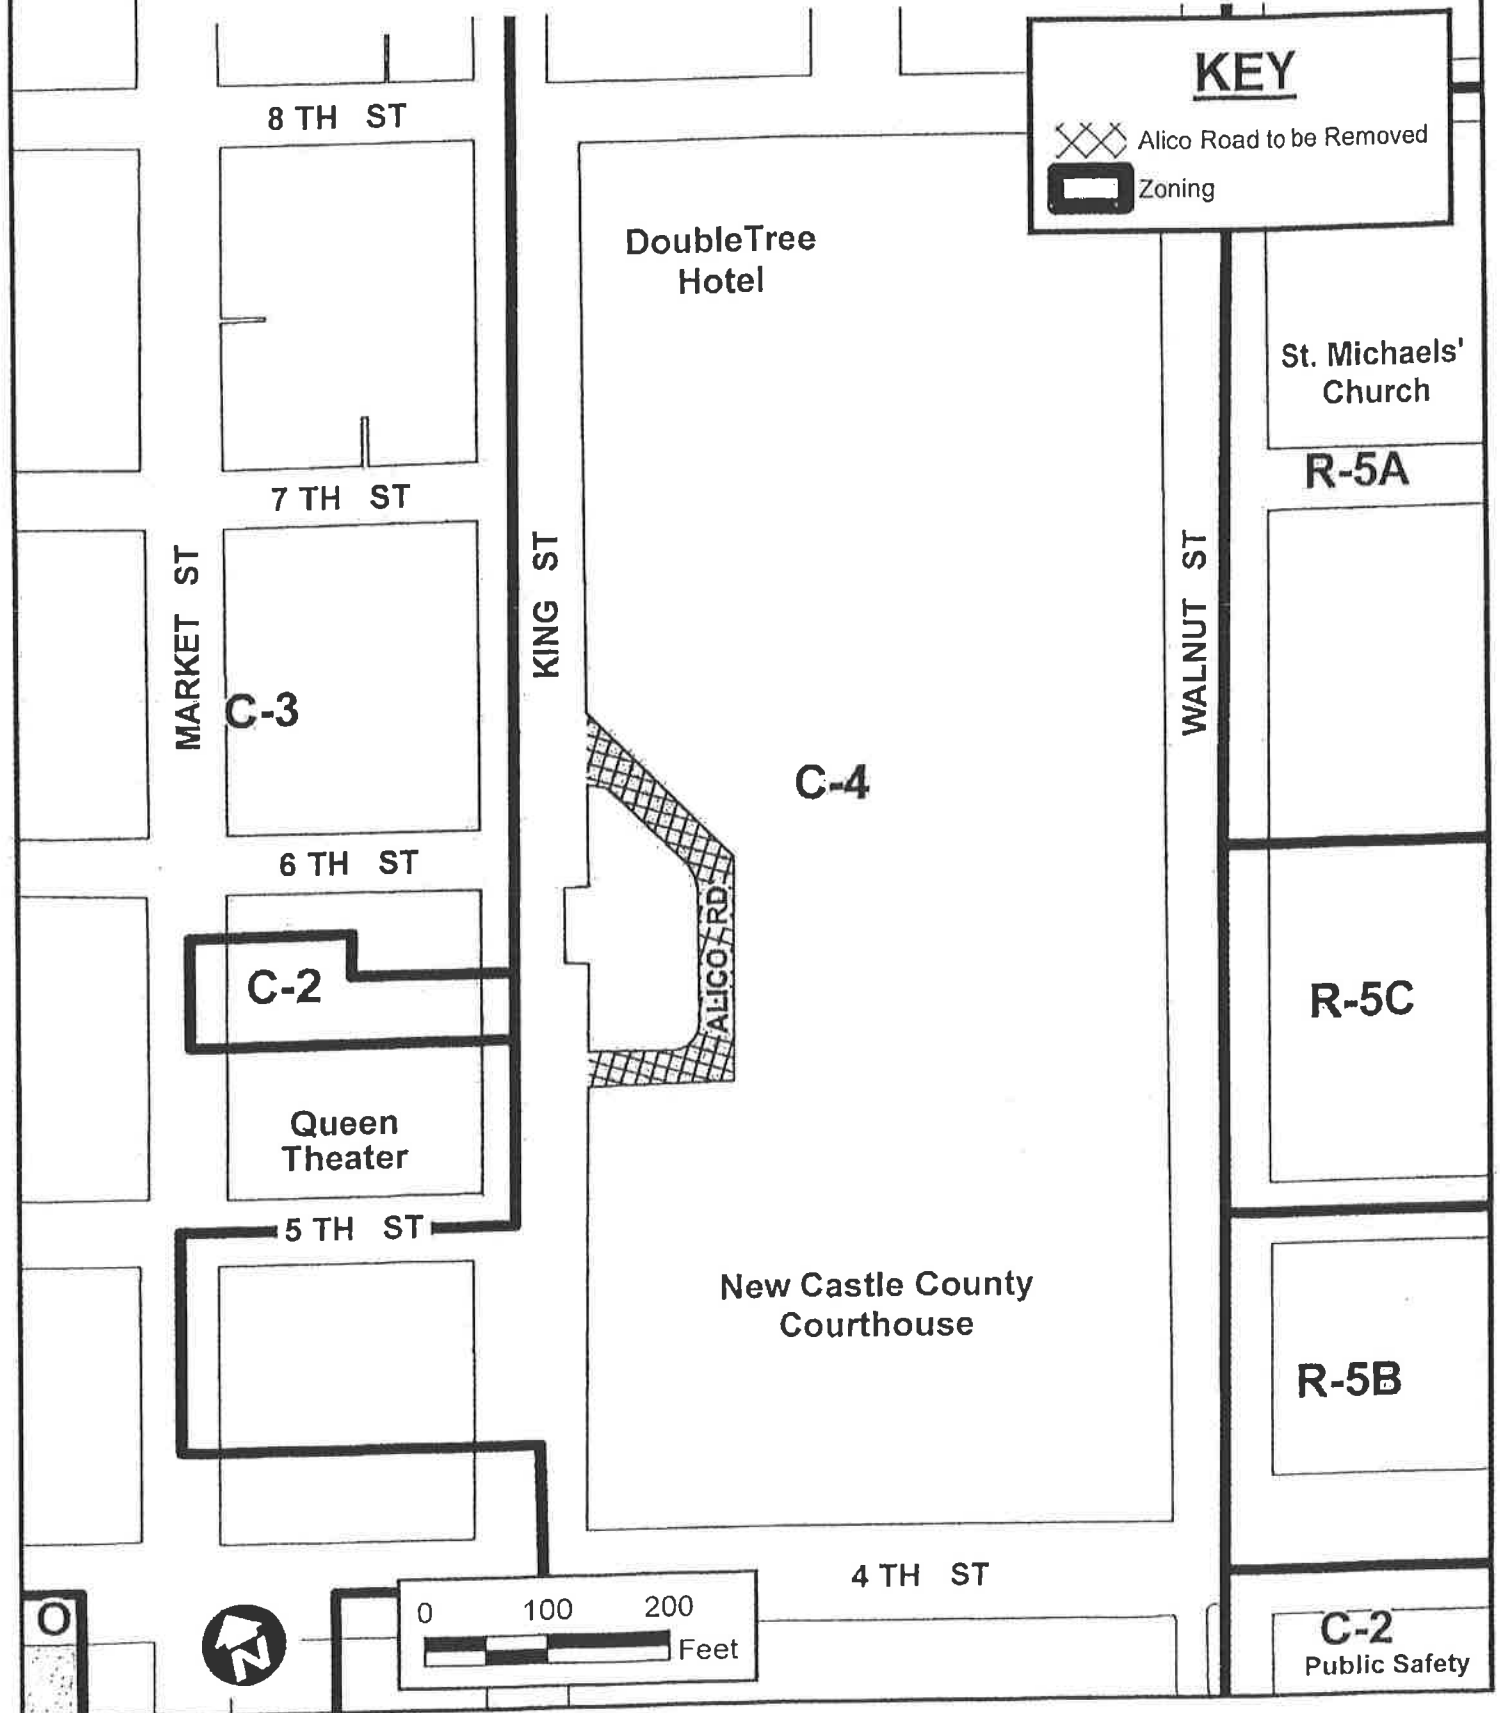 KEY
Alico Road to be Removed
Zoning
8 TH ST
DoubleTree
Hotel
St. Michaels'
Church
R-5A
7 TH ST
MARKET ST
KING ST
WALNUT ST
C-3
C-4
6 TH ST
ALICO RD
C-2
R-5C
Queen
Theater
5 TH ST
New Castle County
Courthouse
R-5B
4 TH ST
O
N
0 100 200
Feet
C-2
Public Safety